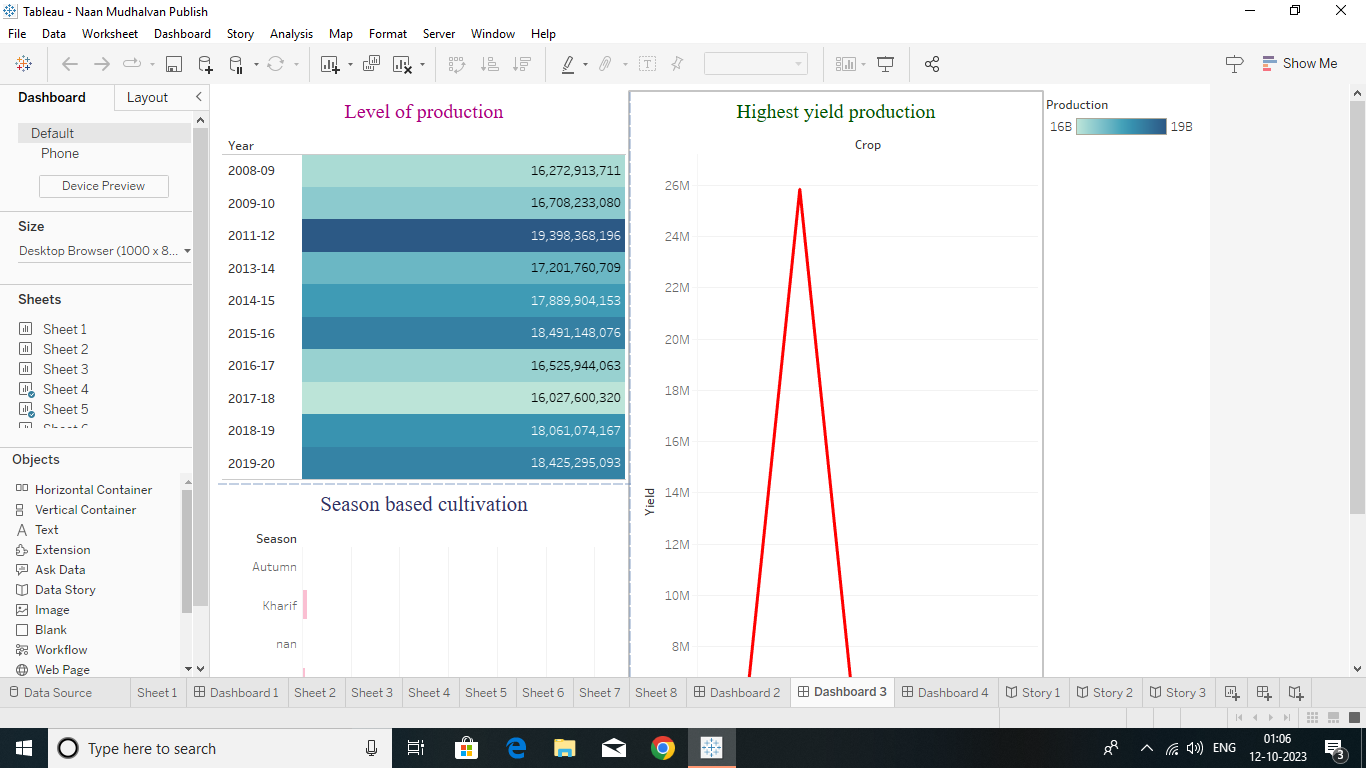 Tableau - Naan Mudhalvan Publish
File Data Worksheet Dashboard Story Analysis Map Format Server Window Help
Show Me
Dashboard Layout
Default
Phone
Device Preview
Size
Desktop Browser (1000 x 8...
Sheets
Sheet 1
Sheet 2
Sheet 3
Sheet 4
Sheet 5
Objects
Horizontal Container
Vertical Container
Text
Extension
Ask Data
Data Story
Image
Blank
Workflow
Web Page
Level of production
Year
2008-09 16,272,913,711
2009-10 16,708,233,080
2011-12 19,398,368,196
2013-14 17,201,760,709
2014-15 17,889,904,153
2015-16 18,491,148,076
2016-17 16,525,944,063
2017-18 16,027,600,320
2018-19 18,061,074,167
2019-20 18,425,295,093
Season based cultivation
Season
Autumn
Kharif
nan
Highest yield production
Crop
26M
24M
22M
20M
18M
16M
14M
12M
10M
8M
Yield
Production
16B 19B
Data Source Sheet 1 Dashboard 1 Sheet 2 Sheet 3 Sheet 4 Sheet 5 Sheet 6 Sheet 7 Sheet 8 Dashboard 2 Dashboard 3 Dashboard 4 Story 1 Story 2 Story 3
Type here to search
ENG
01:06
12-10-2023
3